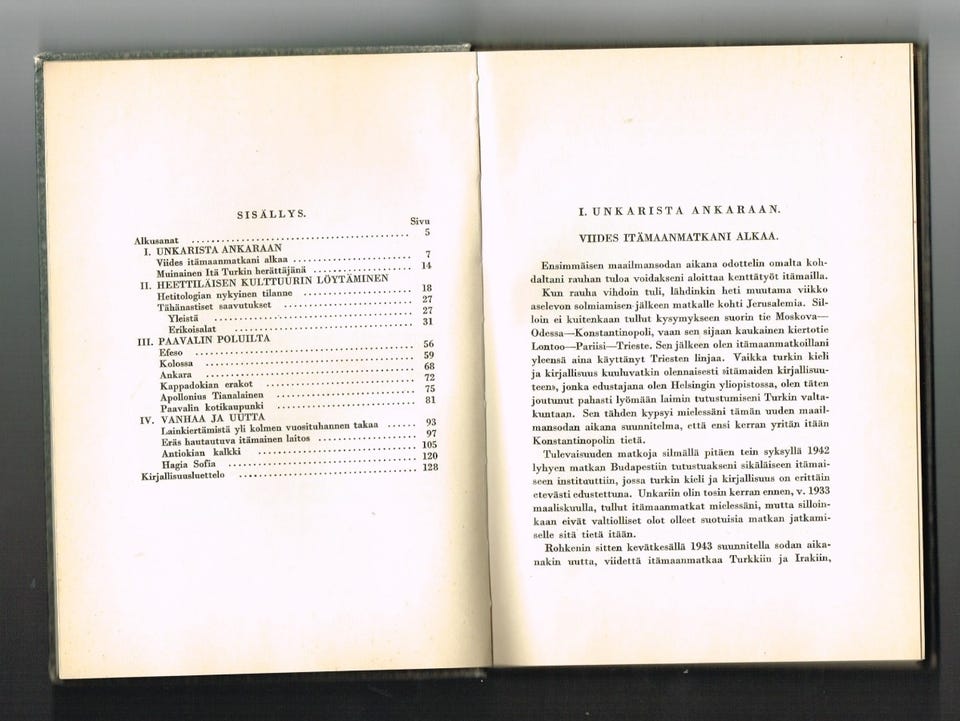 SISÄLLYS.
Sivu
Alkusanat ........ 5
I. UNKARISTA ANKARAAN
Viides itämaanmatkani alkaa ........ 7
Muinainen Itä Turkin herättäjänä ........ 14
II. HEETTILÄISEN KULTTUURIN LÖYTÄMINEN
Hetitologian nykyinen tilanne ........ 18
Tähänastiset saavutukset ........ 27
Yleistä ........ 27
Erikoisalat ........ 31
III. PAAVALIN POLUILTA
Efeso ........ 56
Kolossa ........ 59
Ankara ........ 68
Kappadokian erakot ........ 72
Apollonius Tianalainen ........ 75
Paavalin kotikaupunki ........ 81
IV. VANHAA JA UUTTA
Lainkiertämistä yli kolmen vuosituhannen takaa ...... 93
Eräs hautautuva itämainen laitos ........ 97
Antiokian kalkki ........ 105
Hagia Sofia ........ 120
Kirjallisuusluettelo ........ 128
I. UNKARISTA ANKARAAN.
VIIDES ITÄMAANMATKANI ALKAA.
Ensimmäisen maailmansodan aikana odottelin omalta koh-
daltani rauhan tuloa voidakseni aloittaa kenttätyöt itämailla.
Kun rauha vihdoin tuli, lähdinkin heti muutama viikko
aselevon solmiamisen jälkeen matkalle kohti Jerusalemia. Sil-
loin ei kuitenkaan tullut kysymykseen suorin tie Moskova—
Odessa—Konstantinopoli, vaan sen sijaan kaukainen kiertotie
Lontoo—Pariisi—Trieste. Sen jälkeen olen itämaanmatkoillani
yleensä aina käyttänyt Triesten linjaa. Vaikka turkin kieli
ja kirjallisuus kuuluvatkin olennaisesti sitämaiden kirjallisuu-
teen», jonka edustajana olen Helsingin yliopistossa, olen täten
joutunut pahasti lyömään laimin tutustumiseni Turkin valta-
kuntaan. Sen tähden kypsyi mielessäni tämän uuden maail-
mansodan aikana suunnitelma, että ensi kerran yritän itään
Konstantinopolin tietä.
Tulevaisuuden matkoja silmällä pitäen tein syksyllä 1942
lyhyen matkan Budapestiin tutustuakseni sikäläiseen itämai-
seen instituuttiin, jossa turkin kieli ja kirjallisuus on erittäin
etevästi edustettuna. Unkariin olin tosin kerran ennen, v. 1933
maaliskuulla, tullut itämaanmatkat mielessäni, mutta silloin-
kaan eivät valtiolliset olot olleet suotuisia matkan jatkami-
selle sitä tietä itään.
Rohkenin sitten kevätkesällä 1943 suunnitella sodan aika-
nakin uutta, viidettä itämaanmatkaa Turkkiin ja Irakiin,